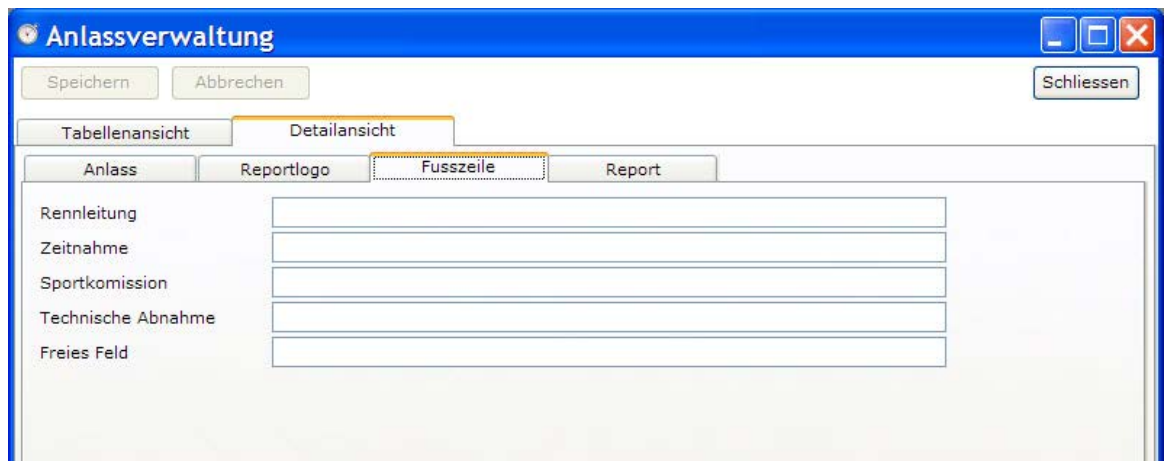 Anlassverwaltung
Speichern Abbrechen Schliessen
Tabellenansicht Detailansicht
Anlass Reportlogo Fusszeile Report
Rennleitung
Zeitnahme
Sportkomission
Technische Abnahme
Freies Feld